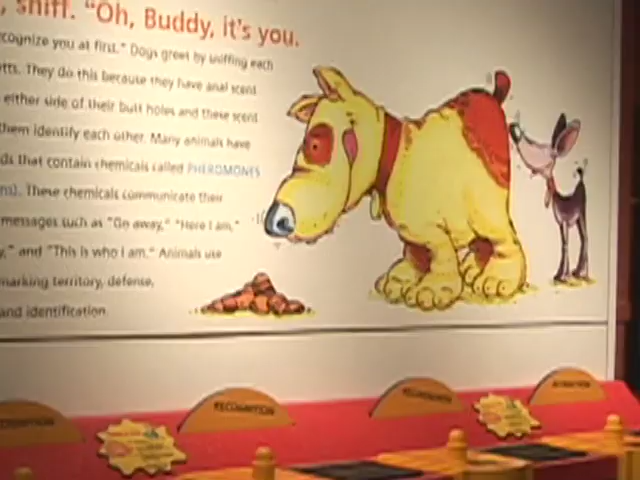 , sniff. "Oh, Buddy, it's you.
recognize you at first." Dogs greet by sniffing each
butts. They do this because they have anal scent
either side of their butt holes and these scent
them identify each other. Many animals have
ds that contain chemicals called PHEROMONES
ns). These chemicals communicate their
messages such as "Go away," "Here I am,"
," and "This is who I am." Animals use
marking territory, defense,
and identification
RECOGNITION